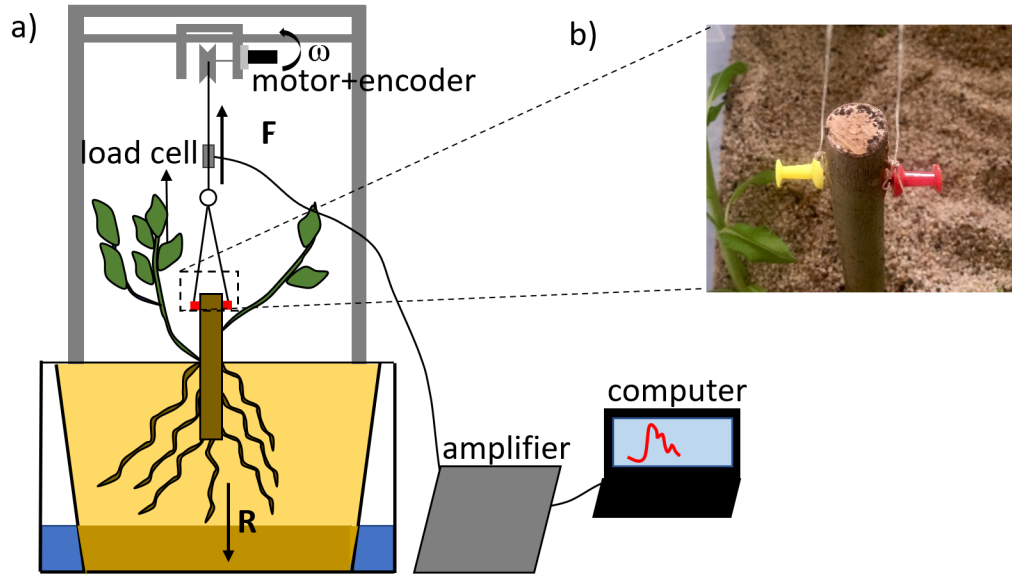 a)
b)
ω
motor+encoder
F
load cell
computer
amplifier
R